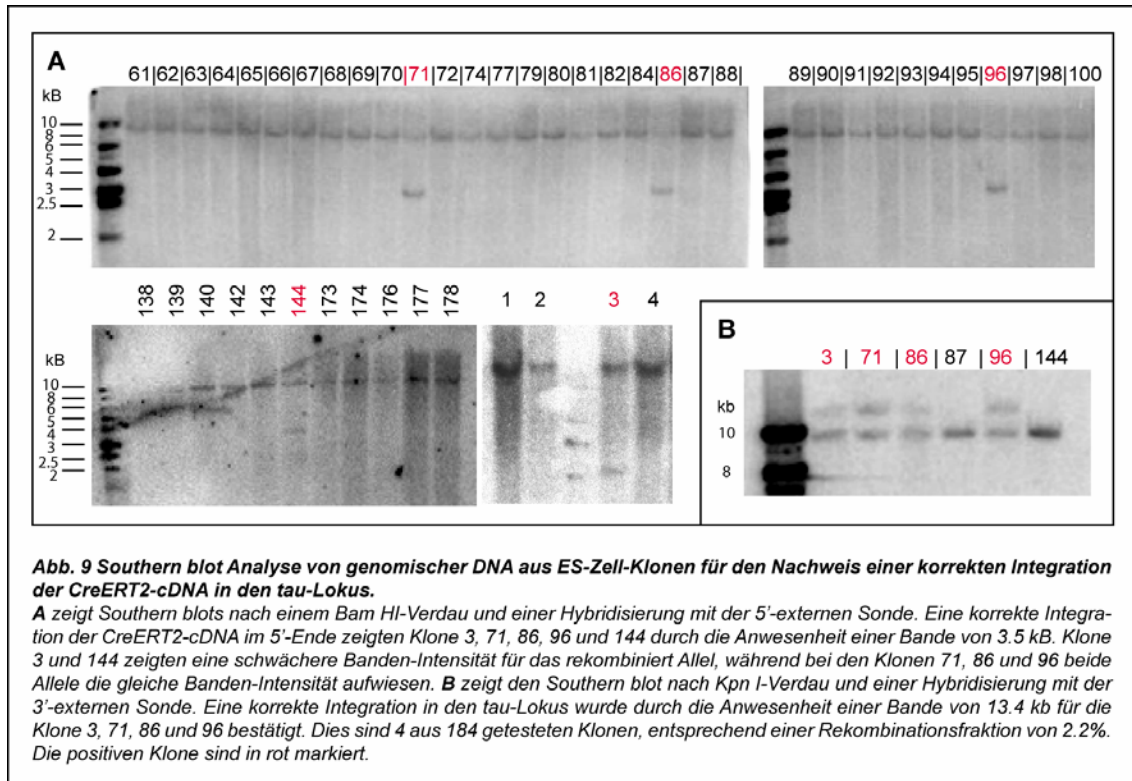 A
61|62|63|64|65|66|67|68|69|70|71|72|74|77|79|80|81|82|84|86|87|88|
89|90|91|92|93|94|95|96|97|98|100
kB
10
8
6
5
4
3
2.5
2
138 139 140 142 143 144 173 174 176 177 178
1 2 3 4
kB
10
8
6
5
4
3
2.5
2
B
3 | 71 | 86 | 87 | 96 | 144
kb
10
8
Abb. 9 Southern blot Analyse von genomischer DNA aus ES-Zell-Klonen für den Nachweis einer korrekten Integration
der CreERT2-cDNA in den tau-Lokus.
A zeigt Southern blots nach einem Bam HI-Verdau und einer Hybridisierung mit der 5'-externen Sonde. Eine korrekte Integra-
tion der CreERT2-cDNA im 5'-Ende zeigten Klone 3, 71, 86, 96 und 144 durch die Anwesenheit einer Bande von 3.5 kB. Klone
3 und 144 zeigten eine schwächere Banden-Intensität für das rekombiniert Allel, während bei den Klonen 71, 86 und 96 beide
Allele die gleiche Banden-Intensität aufwiesen. B zeigt den Southern blot nach Kpn I-Verdau und einer Hybridisierung mit der
3'-externen Sonde. Eine korrekte Integration in den tau-Lokus wurde durch die Anwesenheit einer Bande von 13.4 kb für die
Klone 3, 71, 86 und 96 bestätigt. Dies sind 4 aus 184 getesteten Klonen, entsprechend einer Rekombinationsfraktion von 2.2%.
Die positiven Klone sind in rot markiert.